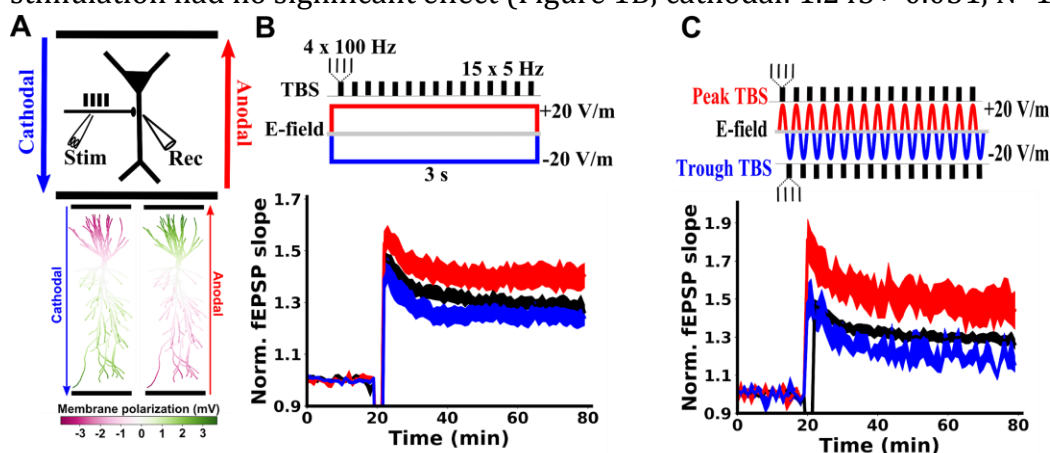 stimulation had no significant effect (Figure 1B, cathodal: 1.243+/-0.031, N=1
A
Cathodal
Anodal
Stim
Rec
Cathodal
Anodal
Membrane polarization (mV)
-3 -2 -1 0 1 2 3
B
4 x 100 Hz
15 x 5 Hz
TBS
+20 V/m
E-field
-20 V/m
3 s
Norm. fEPSP slope
1.7
1.5
1.3
1.1
0.9
0 20 40 60 80
Time (min)
C
Peak TBS
+20 V/m
E-field
-20 V/m
Trough TBS
Norm. fEPSP slope
1.9
1.7
1.5
1.3
1.1
0.9
0 20 40 60 80
Time (min)